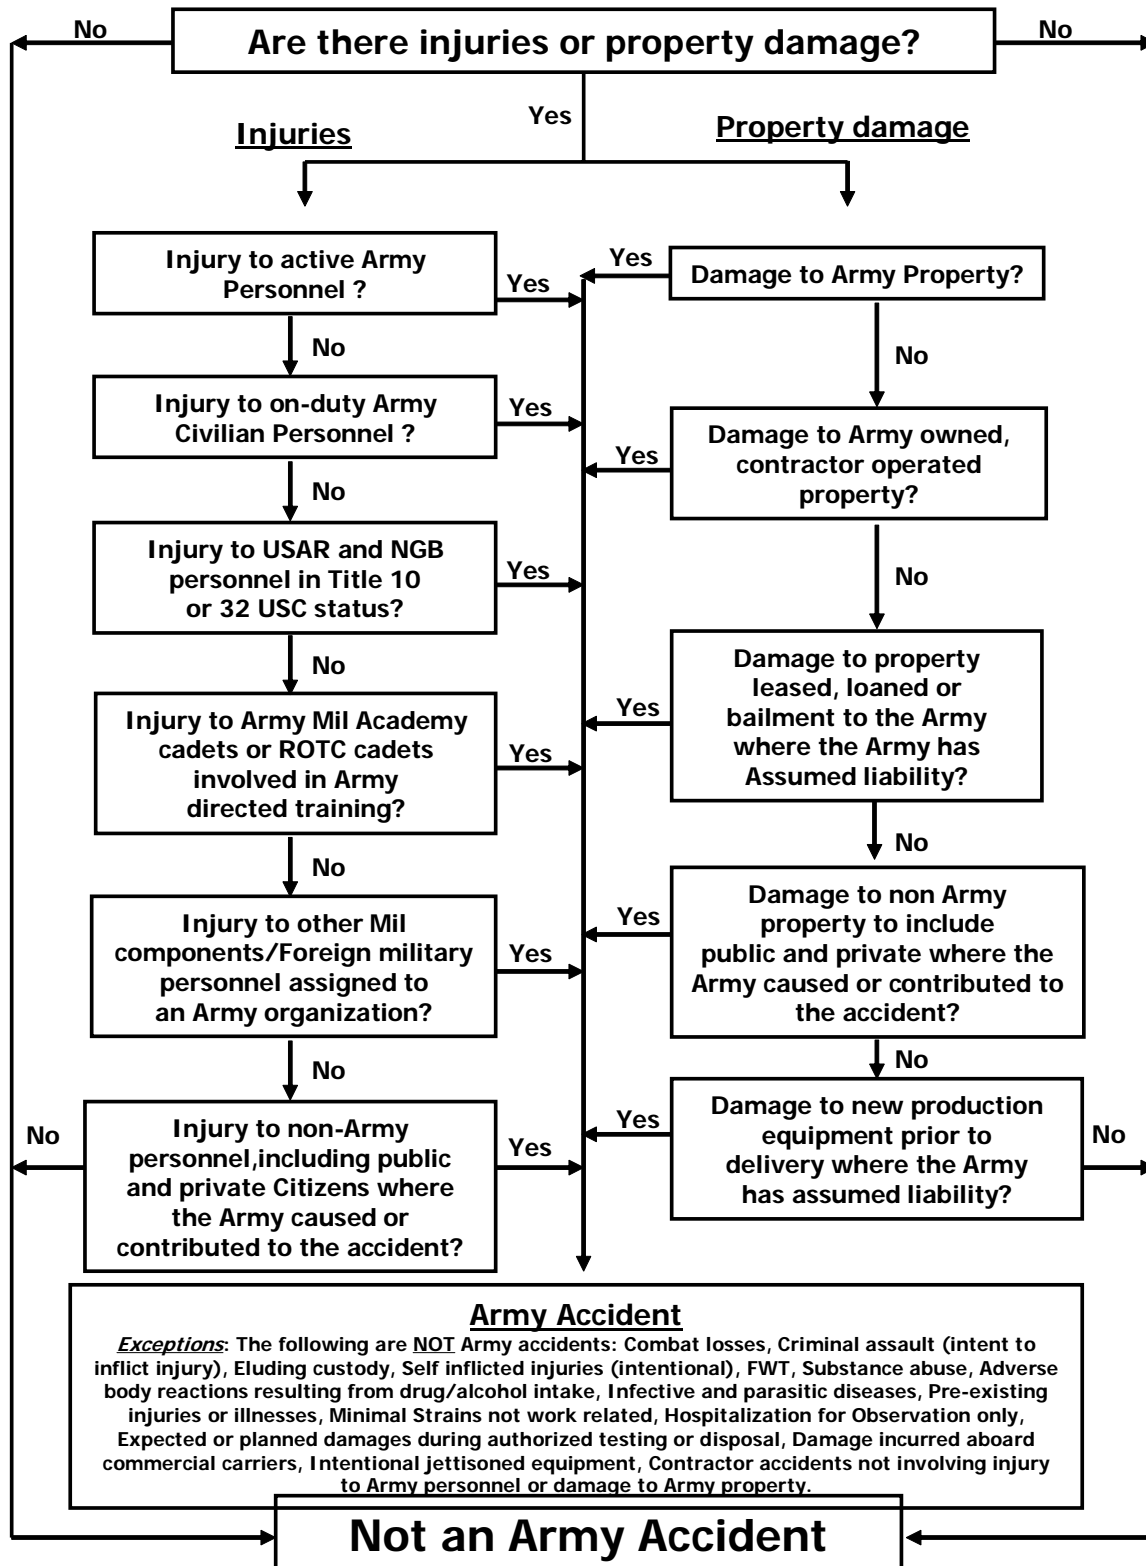 No
Are there injuries or property damage?
No
Yes
Injuries
Property damage
Injury to active Army
Personnel ?
Yes
No
Injury to on-duty Army
Civilian Personnel ?
Yes
No
Injury to USAR and NGB
personnel in Title 10
or 32 USC status?
Yes
No
Injury to Army Mil Academy
cadets or ROTC cadets
involved in Army
directed training?
Yes
No
Injury to other Mil
components/Foreign military
personnel assigned to
an Army organization?
Yes
No
Injury to non-Army
personnel,including public
and private Citizens where
the Army caused or
contributed to the accident?
Yes
No
Yes
Damage to Army Property?
No
Yes
Damage to Army owned,
contractor operated
property?
No
Yes
Damage to property
leased, loaned or
bailment to the Army
where the Army has
Assumed liability?
No
Yes
Damage to non Army
property to include
public and private where the
Army caused or contributed to
the accident?
No
Yes
Damage to new production
equipment prior to
delivery where the Army
has assumed liability?
No
Army Accident
Exceptions: The following are NOT Army accidents: Combat losses, Criminal assault (intent to
inflict injury), Eluding custody, Self inflicted injuries (intentional), FWT, Substance abuse, Adverse
body reactions resulting from drug/alcohol intake, Infective and parasitic diseases, Pre-existing
injuries or illnesses, Minimal Strains not work related, Hospitalization for Observation only,
Expected or planned damages during authorized testing or disposal, Damage incurred aboard
commercial carriers, Intentional jettisoned equipment, Contractor accidents not involving injury
to Army personnel or damage to Army property.
Not an Army Accident